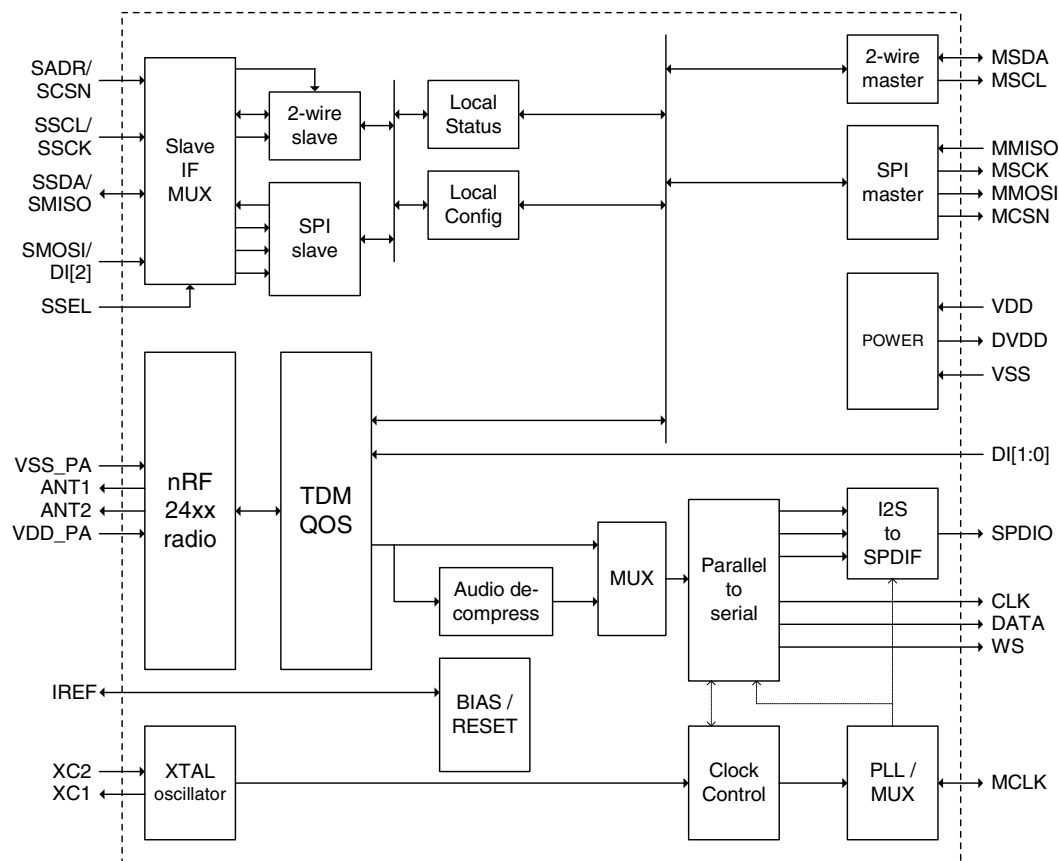 SADR/
SCSN
SSCL/
SSCK
SSDA/
SMISO
SMOSI/
DI[2]
SSEL
Slave
IF
MUX
2-wire
slave
SPI
slave
Local
Status
Local
Config
2-wire
master
MSDA
MSCL
SPI
master
MMISO
MSCK
MMOSI
MCSN
POWER
VDD
DVDD
VSS
DI[1:0]
VSS_PA
ANT1
ANT2
VDD_PA
nRF
24xx
radio
TDM
QOS
Audio de-
compress
MUX
Parallel
to
serial
I2S
to
SPDIF
SPDIO
CLK
DATA
WS
IREF
BIAS /
RESET
XC2
XC1
XTAL
oscillator
Clock
Control
PLL /
MUX
MCLK